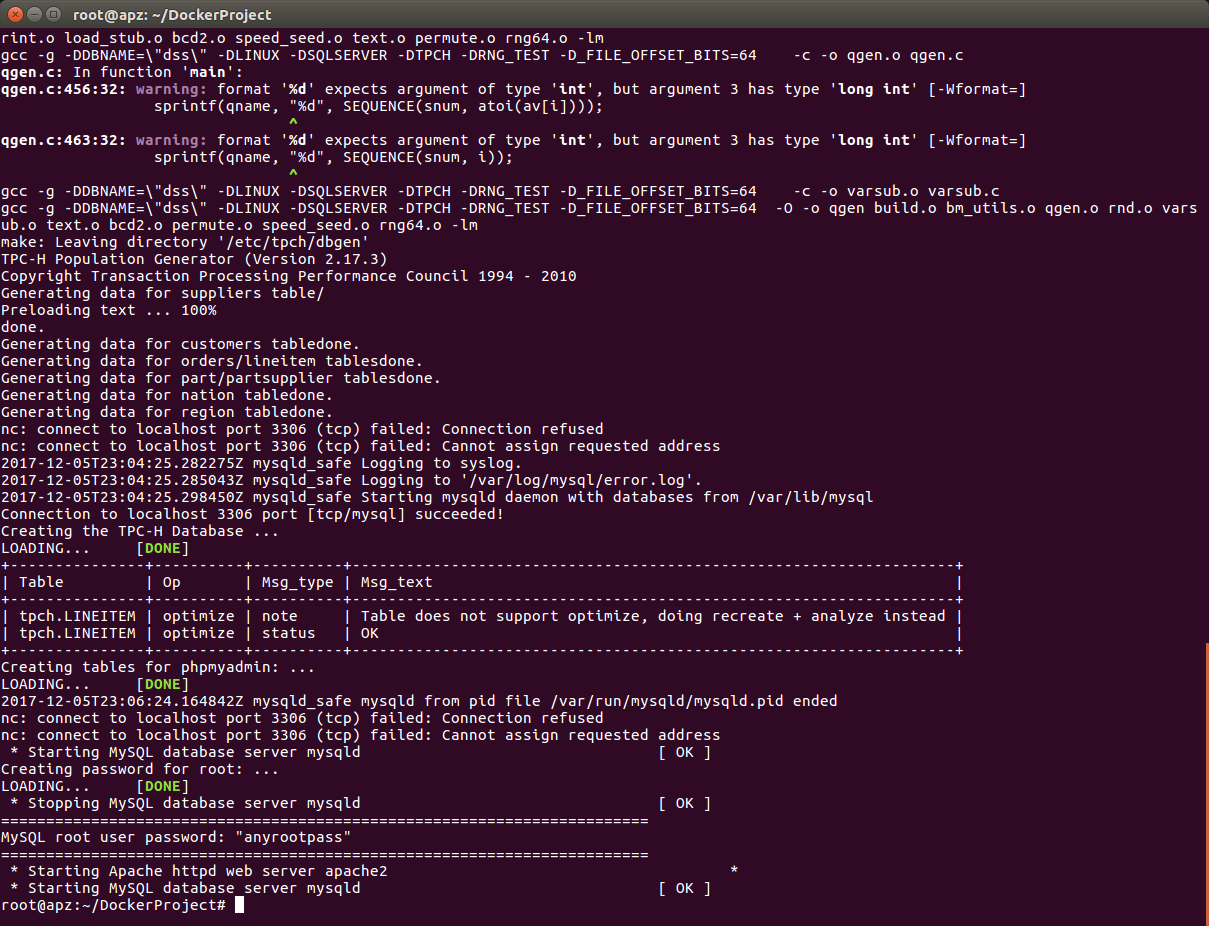 root@apz: ~/DockerProject
rint.o load_stub.o bcd2.o speed_seed.o text.o permute.o rng64.o -lm
gcc -g -DDBNAME=\"dss\" -DLINUX -DSQLSERVER -DTPCH -DRNG_TEST -D_FILE_OFFSET_BITS=64    -c -o qgen.o qgen.c
qgen.c: In function 'main':
qgen.c:456:32: warning: format '%d' expects argument of type 'int', but argument 3 has type 'long int' [-Wformat=]
                 sprintf(qname, "%d", SEQUENCE(snum, atoi(av[i])));
                                ^
qgen.c:463:32: warning: format '%d' expects argument of type 'int', but argument 3 has type 'long int' [-Wformat=]
                 sprintf(qname, "%d", SEQUENCE(snum, i));
                                ^
gcc -g -DDBNAME=\"dss\" -DLINUX -DSQLSERVER -DTPCH -DRNG_TEST -D_FILE_OFFSET_BITS=64    -c -o varsub.o varsub.c
gcc -g -DDBNAME=\"dss\" -DLINUX -DSQLSERVER -DTPCH -DRNG_TEST -D_FILE_OFFSET_BITS=64  -O -o qgen build.o bm_utils.o qgen.o rnd.o vars
ub.o text.o bcd2.o permute.o speed_seed.o rng64.o -lm
make: Leaving directory '/etc/tpch/dbgen'
TPC-H Population Generator (Version 2.17.3)
Copyright Transaction Processing Performance Council 1994 - 2010
Generating data for suppliers table/
Preloading text ... 100%
done.
Generating data for customers tabledone.
Generating data for orders/lineitem tablesdone.
Generating data for part/partsupplier tablesdone.
Generating data for nation tabledone.
Generating data for region tabledone.
nc: connect to localhost port 3306 (tcp) failed: Connection refused
nc: connect to localhost port 3306 (tcp) failed: Cannot assign requested address
2017-12-05T23:04:25.282275Z mysqld_safe Logging to syslog.
2017-12-05T23:04:25.285043Z mysqld_safe Logging to '/var/log/mysql/error.log'.
2017-12-05T23:04:25.298450Z mysqld_safe Starting mysqld daemon with databases from /var/lib/mysql
Connection to localhost 3306 port [tcp/mysql] succeeded!
Creating the TPC-H Database ...
LOADING...     [DONE]
+---------------+----------+----------+-------------------------------------------------------------------+
| Table         | Op       | Msg_type | Msg_text                                                          |
+---------------+----------+----------+-------------------------------------------------------------------+
| tpch.LINEITEM | optimize | note     | Table does not support optimize, doing recreate + analyze instead |
| tpch.LINEITEM | optimize | status   | OK                                                                |
+---------------+----------+----------+-------------------------------------------------------------------+
Creating tables for phpmyadmin: ...
LOADING...     [DONE]
2017-12-05T23:06:24.164842Z mysqld_safe mysqld from pid file /var/run/mysqld/mysqld.pid ended
nc: connect to localhost port 3306 (tcp) failed: Connection refused
nc: connect to localhost port 3306 (tcp) failed: Cannot assign requested address
 * Starting MySQL database server mysqld                                 [ OK ]
Creating password for root: ...
LOADING...     [DONE]
 * Stopping MySQL database server mysqld                                 [ OK ]
========================================================================
MySQL root user password: "anyrootpass"
========================================================================
 * Starting Apache httpd web server apache2                                      *
 * Starting MySQL database server mysqld                                 [ OK ]
root@apz:~/DockerProject#